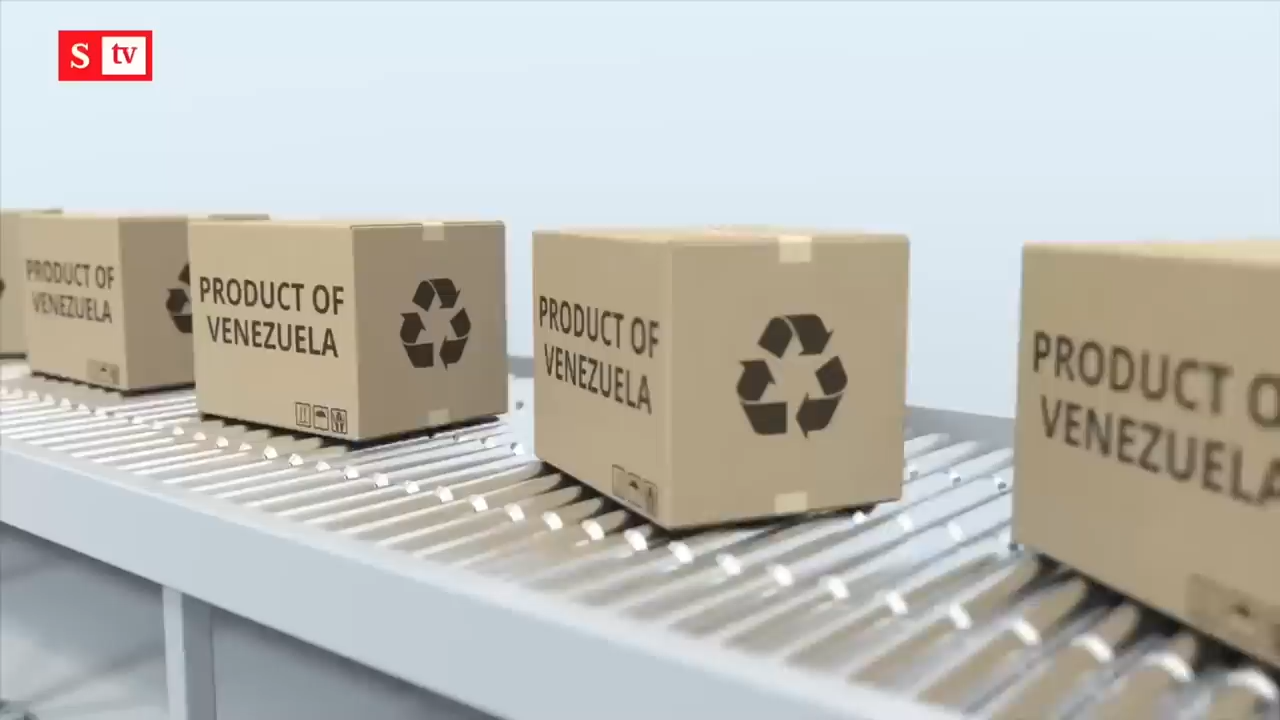 S tv
PRODUCT OF
VENEZUELA
PRODUCT OF
VENEZUELA
PRODUCT OF
VENEZUELA
PRODUCT O
VENEZUELA